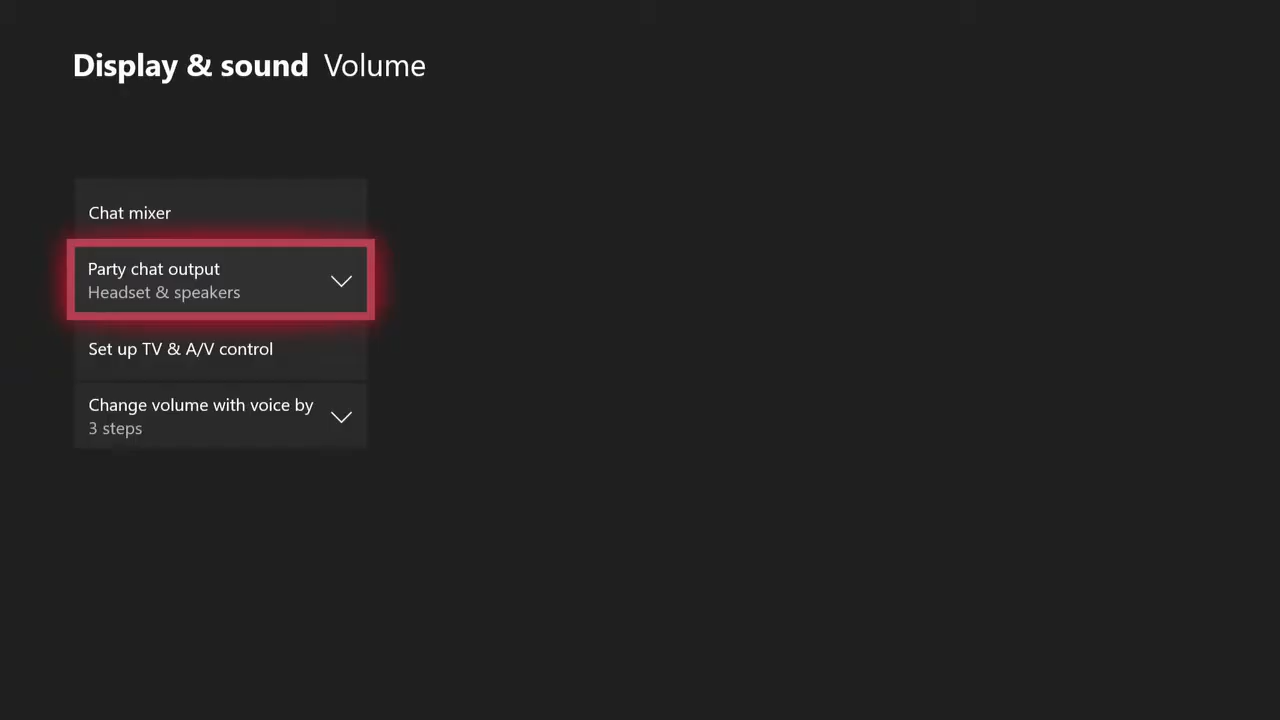 Display & sound Volume
Chat mixer
Party chat output
Headset & speakers
Set up TV & A/V control
Change volume with voice by
3 steps